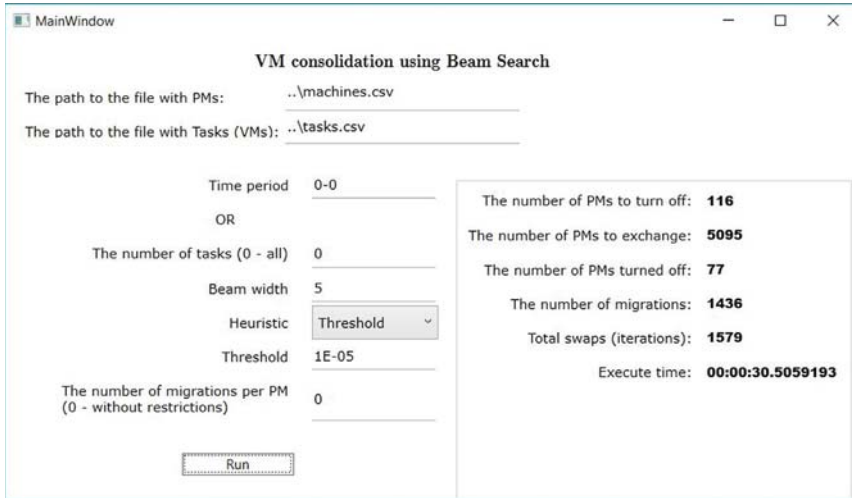 MainWindow
VM consolidation using Beam Search
The path to the file with PMs: ..\machines.csv
The path to the file with Tasks (VMs): ..\tasks.csv
Time period 0-0
OR
The number of tasks (0 - all) 0
Beam width 5
Heuristic Threshold
Threshold 1E-05
The number of migrations per PM
(0 - without restrictions) 0
Run
The number of PMs to turn off: 116
The number of PMs to exchange: 5095
The number of PMs turned off: 77
The number of migrations: 1436
Total swaps (iterations): 1579
Execute time: 00:00:30.5059193